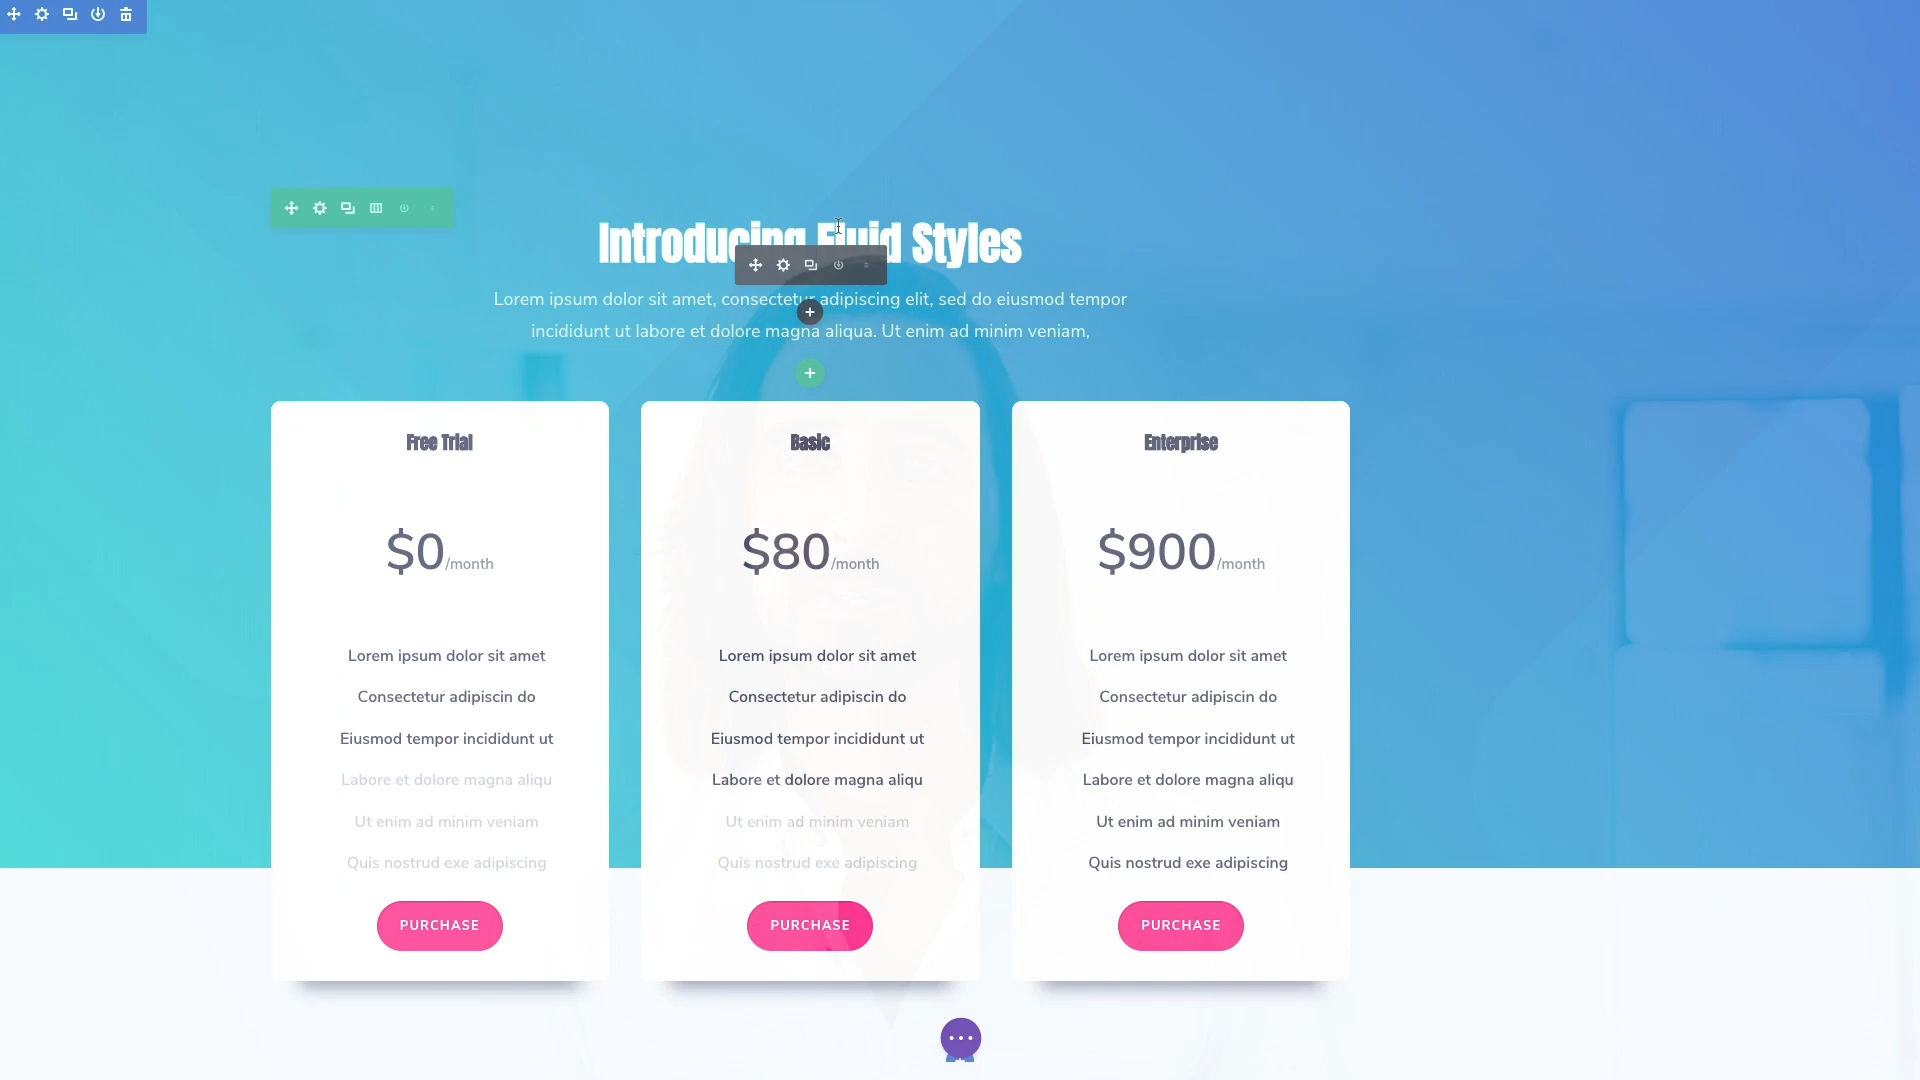 Introducing Fluid Styles
Lorem ipsum dolor sit amet, consectetur adipiscing elit, sed do eiusmod tempor
incididunt ut labore et dolore magna aliqua. Ut enim ad minim veniam,
Free Trial
$0/month
Lorem ipsum dolor sit amet
Consectetur adipiscin do
Eiusmod tempor incididunt ut
Labore et dolore magna aliqu
Ut enim ad minim veniam
Quis nostrud exe adipiscing
PURCHASE
Basic
$80/month
Lorem ipsum dolor sit amet
Consectetur adipiscin do
Eiusmod tempor incididunt ut
Labore et dolore magna aliqu
Ut enim ad minim veniam
Quis nostrud exe adipiscing
PURCHASE
Enterprise
$900/month
Lorem ipsum dolor sit amet
Consectetur adipiscin do
Eiusmod tempor incididunt ut
Labore et dolore magna aliqu
Ut enim ad minim veniam
Quis nostrud exe adipiscing
PURCHASE